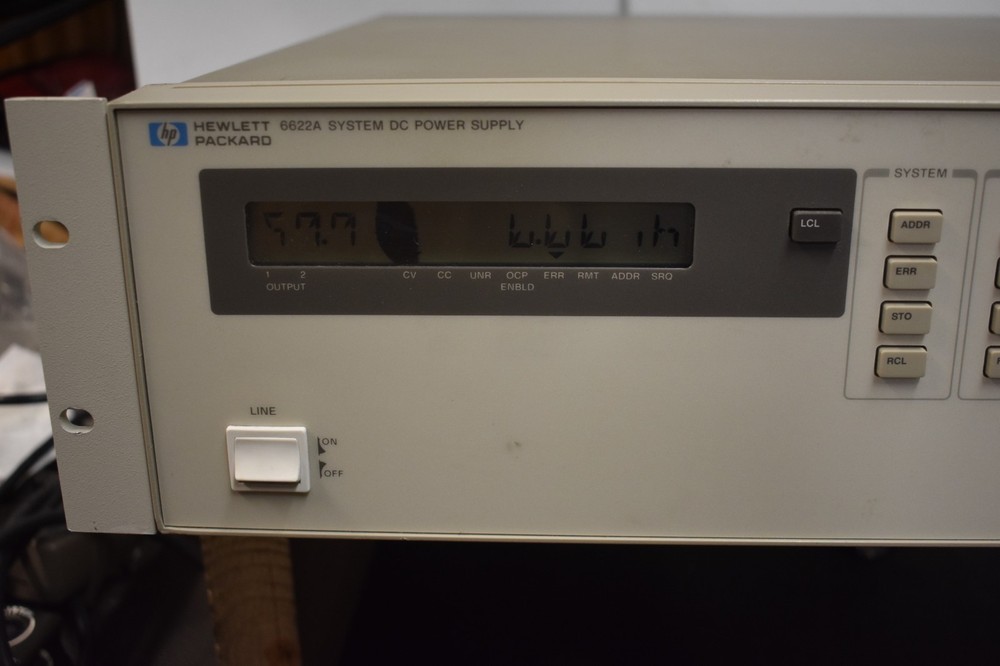 hp HEWLETT PACKARD 6622A SYSTEM DC POWER SUPPLY
SYSTEM
LCL
ADDR
ERR
STO
RCL
1 2
OUTPUT
CV CC UNR OCP ERR RMT ADDR SRQ
ENBLD
LINE
ON
OFF